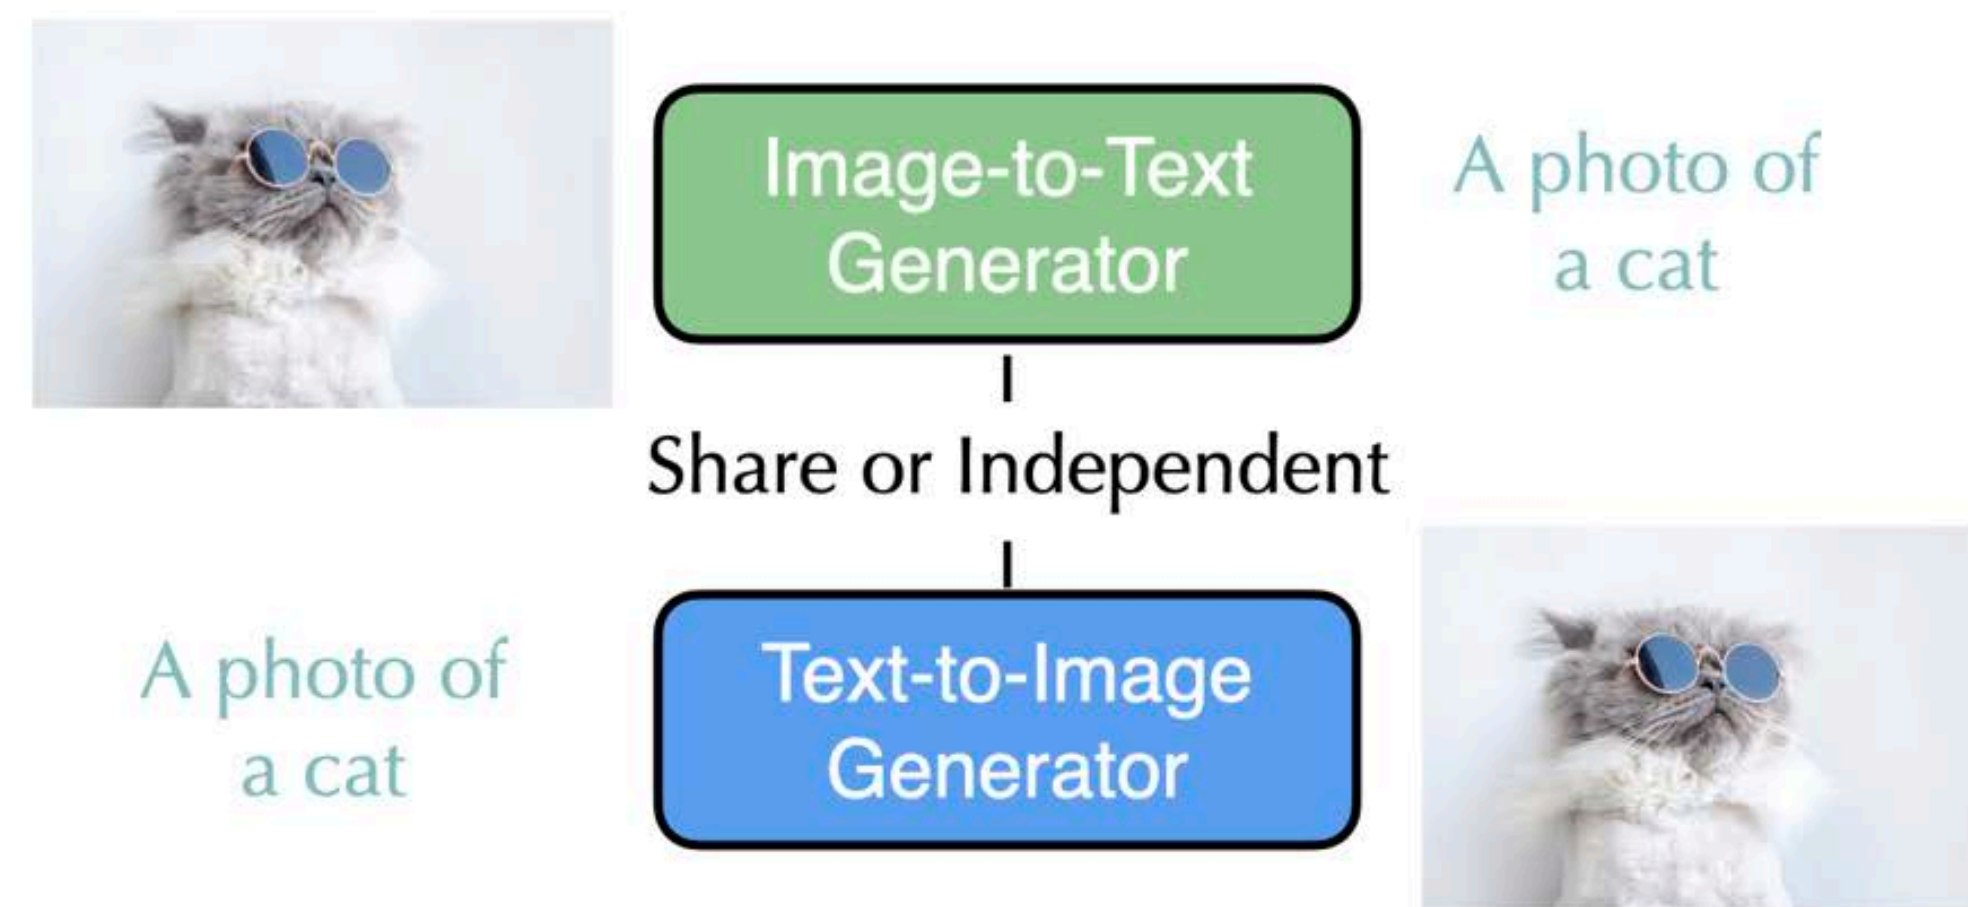 Image-to-Text
Generator
A photo of
a cat
Share or Independent
A photo of
a cat
Text-to-Image
Generator